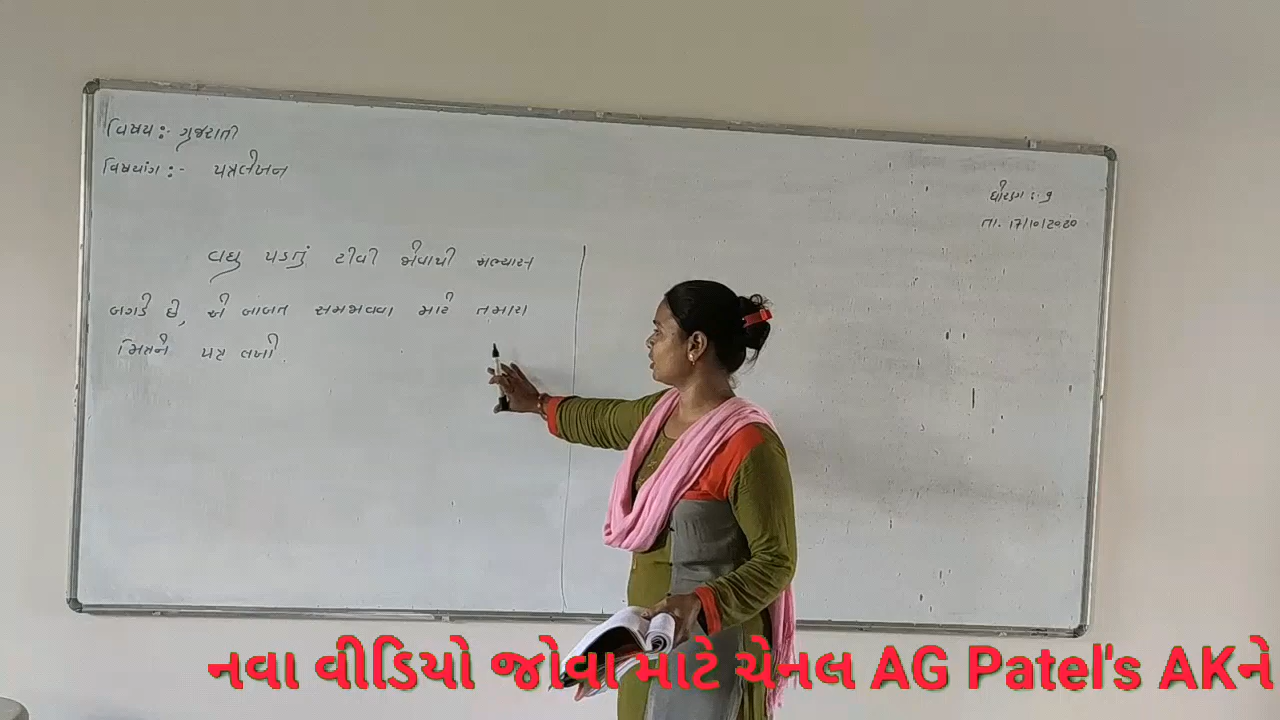 વિષય :- ગુજરાતી
વિષયાંગ :- પત્રલેખન
ધોરણ : ૭
તા. 17/10/2020
વધુ પડતું ટીવી જોવાથી અભ્યાસ
બગડે છે, એ બાબત સમજાવવા માટે તમારા
મિત્રને પત્ર લખો.
નવા વીડિયો જોવા માટે ચેનલ AG Patel's AKને